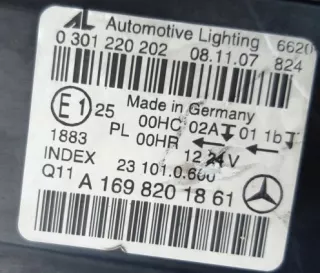 AL Automotive Lighting 6620
0 301 220 202 08.11.07 824
Made in Germany
E1 25 00HC 02A 01 1b
1883 PL 00HR 12 24V
INDEX 23 101.0.600
Q11 A 169 820 18 61